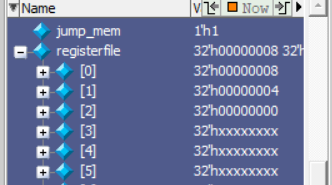 Name V Now
jump_mem 1'h1
registerfile 32'h00000008 32'h
[0] 32'h00000008
[1] 32'h00000004
[2] 32'h00000000
[3] 32'hxxxxxxxx
[4] 32'hxxxxxxxx
[5] 32'hxxxxxxxx